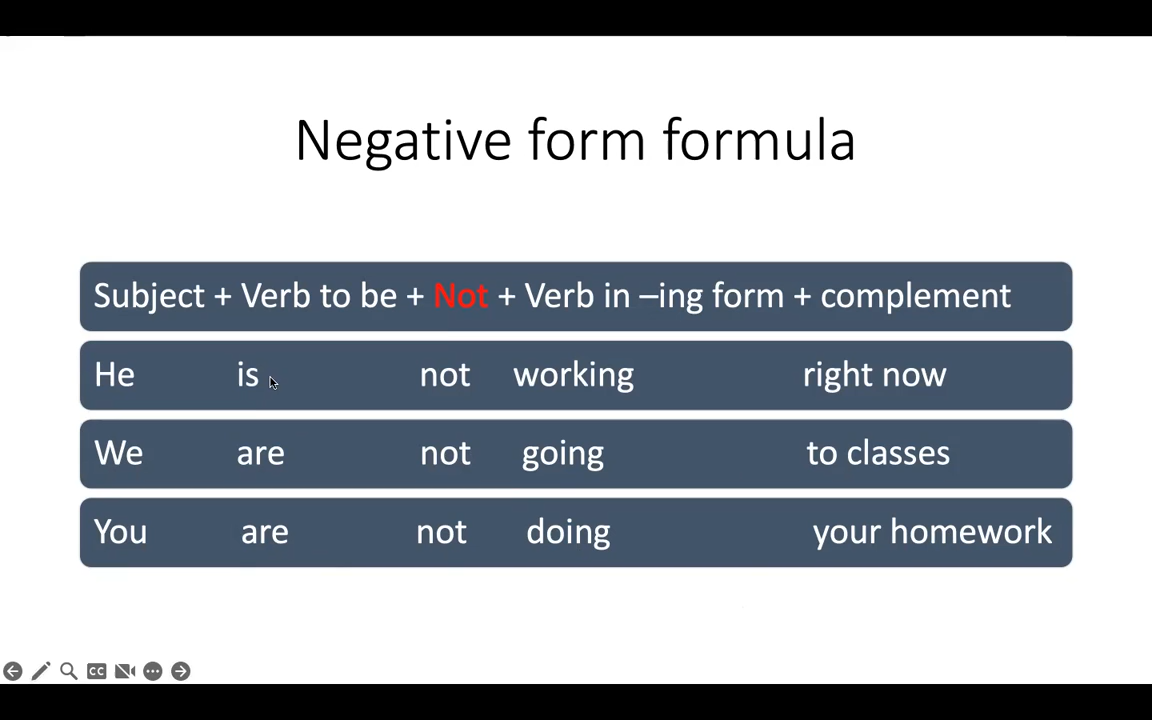 Negative form formula
Subject + Verb to be + Not + Verb in –ing form + complement
He is not working right now
We are not going to classes
You are not doing your homework
CC